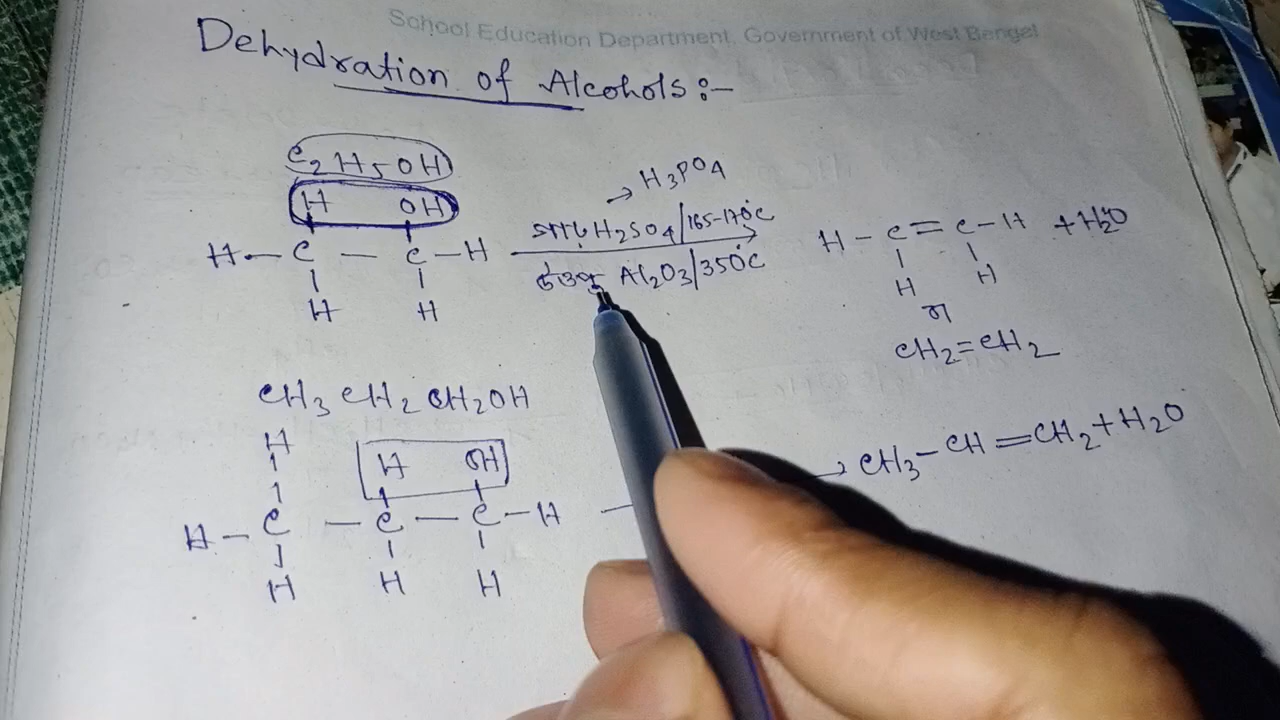 School Education Department, Government of West Bengal
Dehydration of Alcohols :-
C2H5OH
H OH
H - C - C - H
H H
→ H3PO4
H2SO4/165-170°C
Al2O3/350°C
H - C = C - H + H2O
H H
CH2=CH2
CH3 CH2 CH2OH
H
H OH
H - C - C - C - H
H H H
→ CH3 - CH = CH2 + H2O